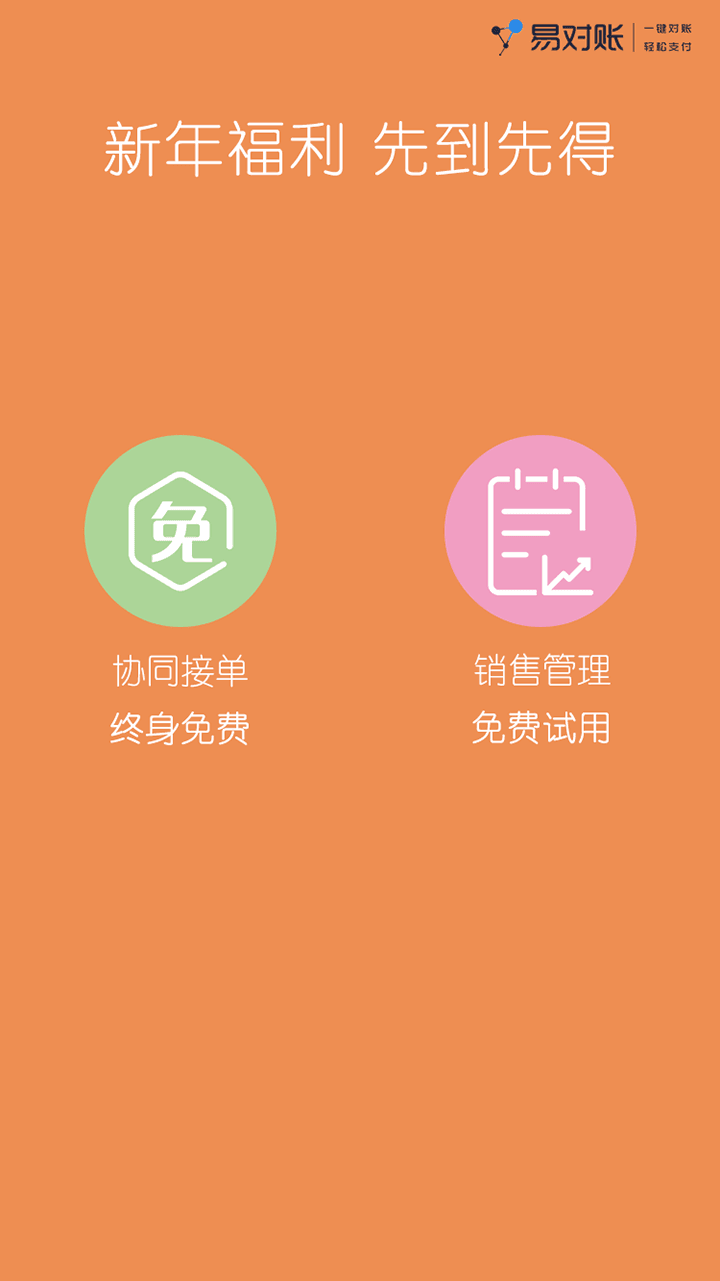 易对账
一键对账
轻松支付
新年福利 先到先得
免
协同接单
终身免费
销售管理
免费试用